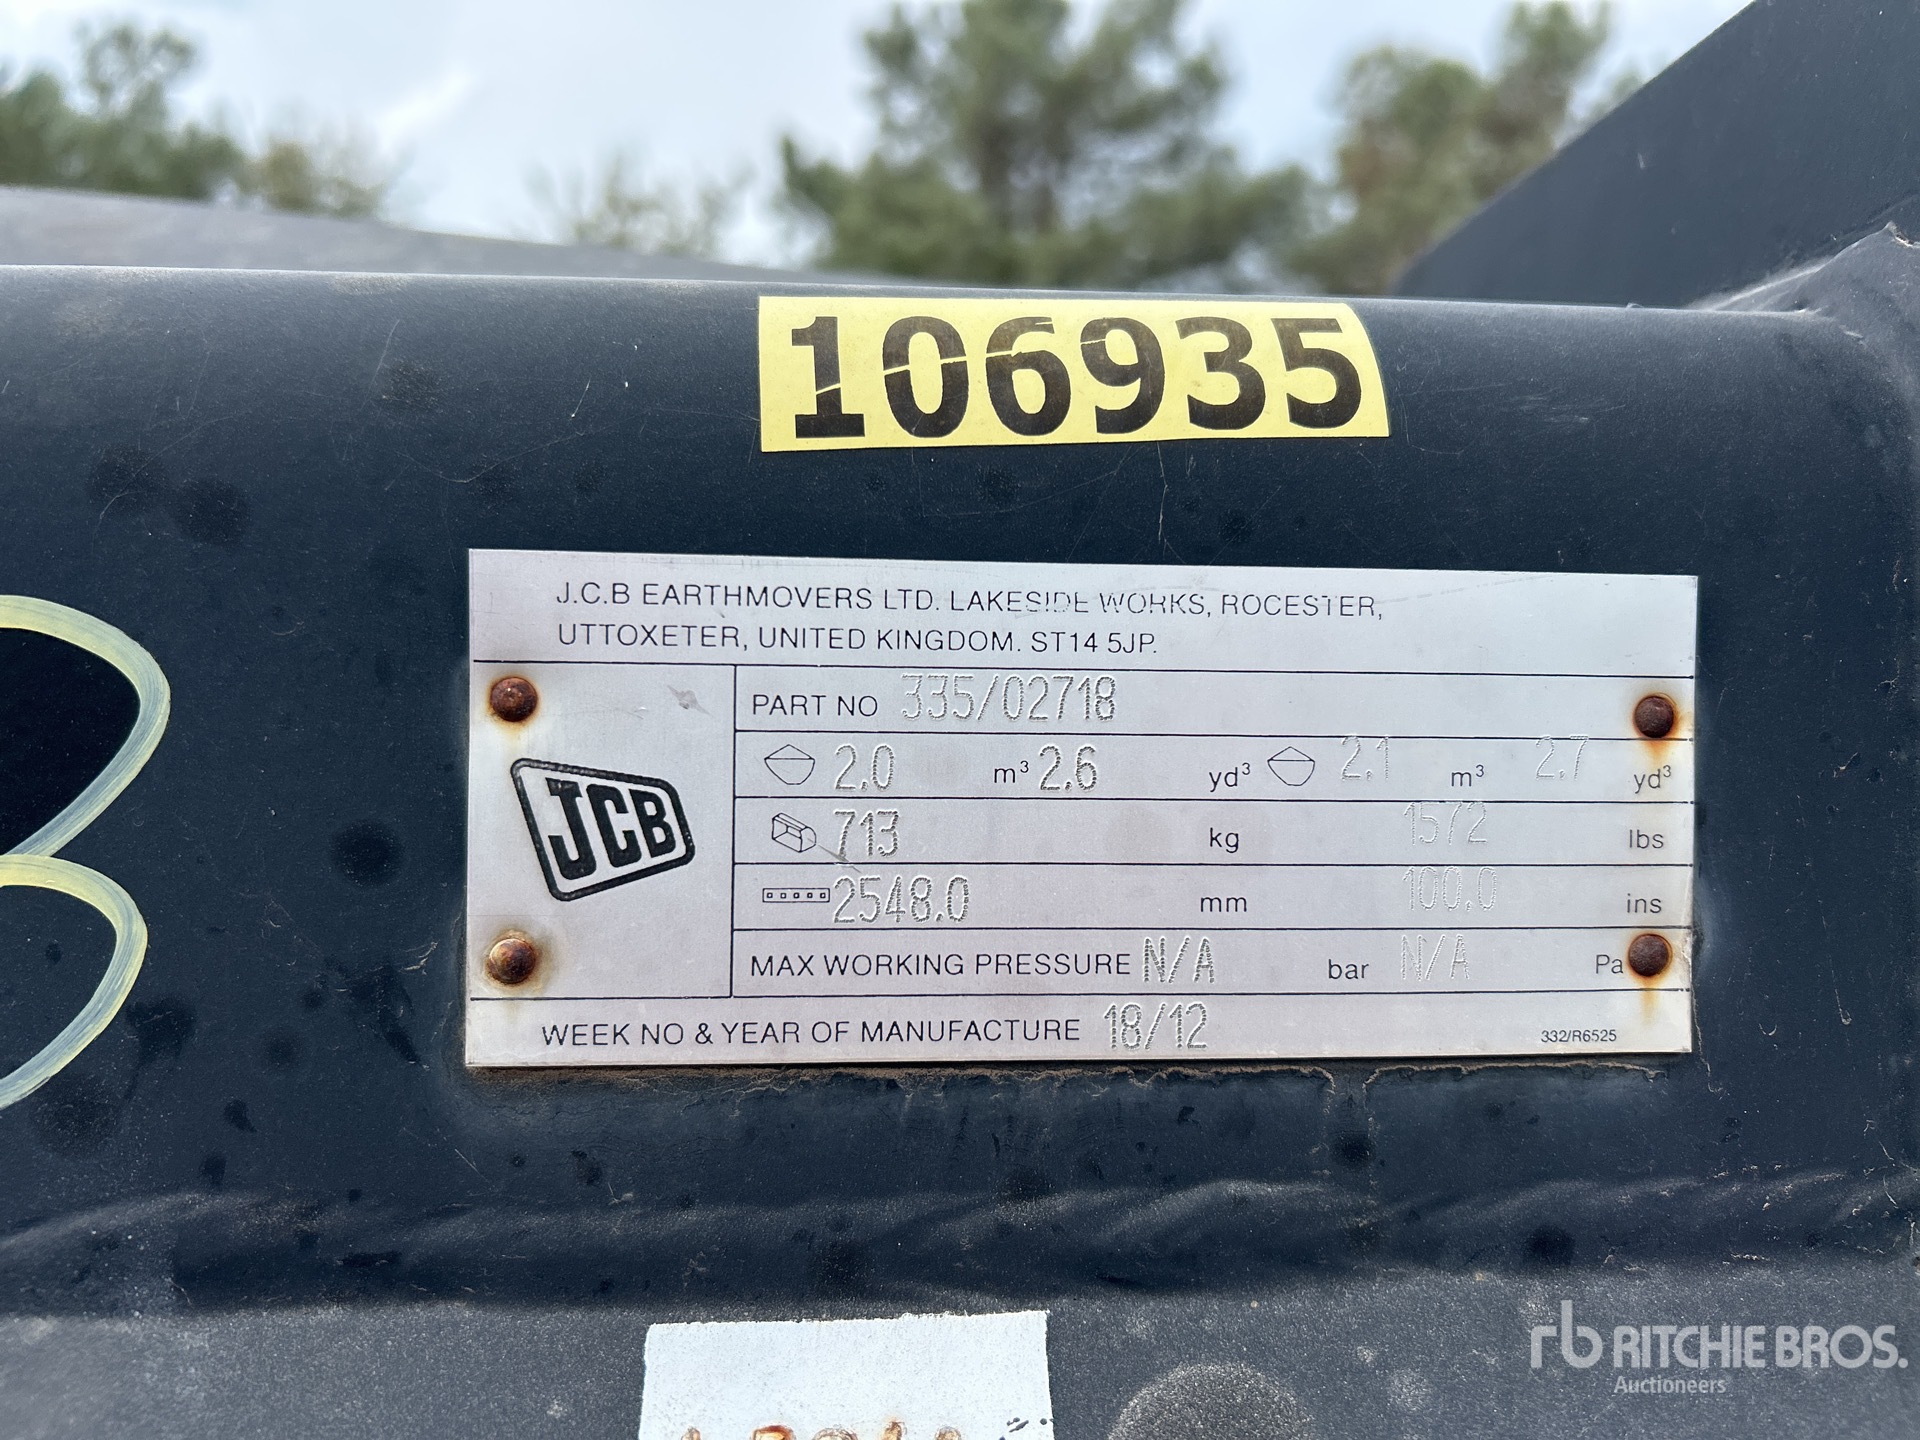 106935
J.C.B EARTHMOVERS LTD. LAKESIDE WORKS, ROCESTER,
UTTOXETER, UNITED KINGDOM. ST14 5JP.
PART NO 335/02718
2.0 m³ 2.6 yd³ 2.1 m³ 2.7 yd³
JCB
713 kg 1572 lbs
2548.0 mm 100.0 ins
MAX WORKING PRESSURE N/A bar N/A Pa
WEEK NO & YEAR OF MANUFACTURE 18/12 332/R6525
rb RITCHIE BROS.
Auctioneers